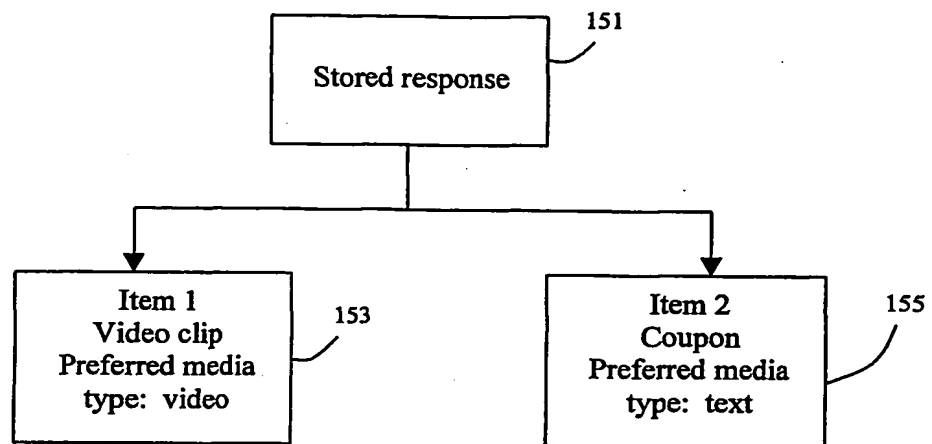 151
Stored response
Item 1
Video clip
Preferred media
type: video
153
Item 2
Coupon
Preferred media
type: text
155